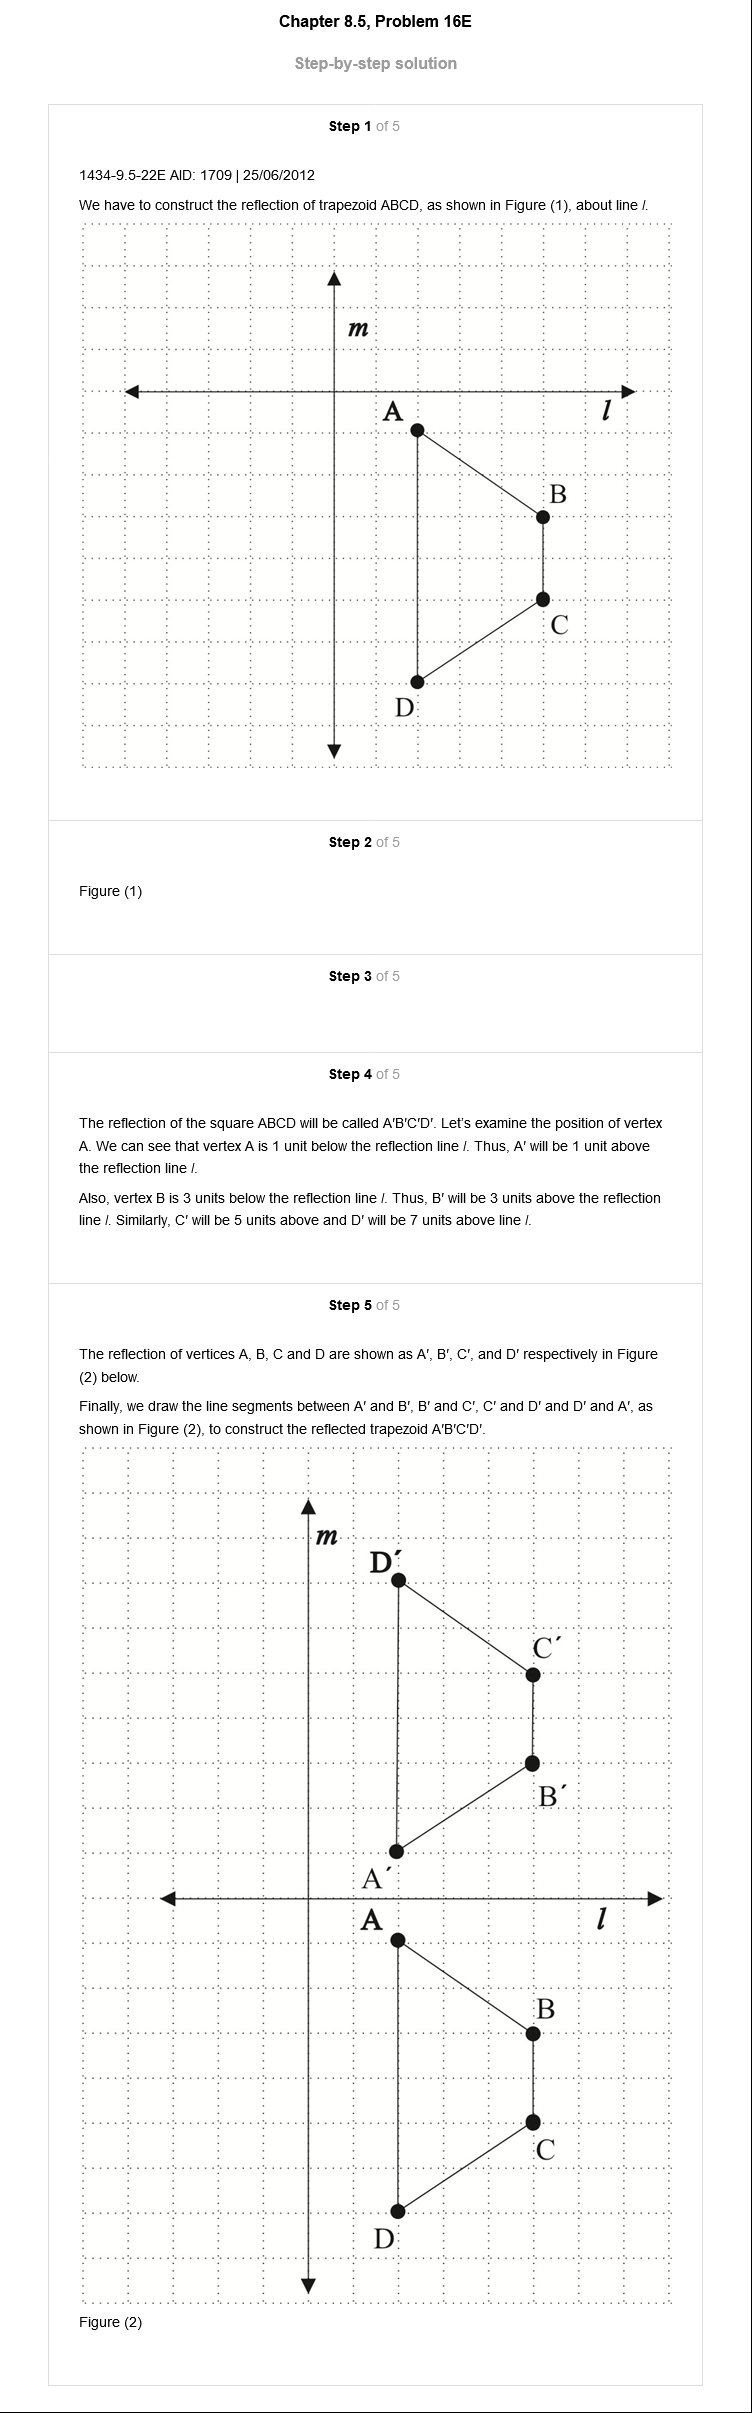 Chapter 8.5, Problem 16E
Step-by-step solution
Step 1 of 5
1434-9.5-22E AID: 1709 | 25/06/2012
We have to construct the reflection of trapezoid ABCD, as shown in Figure (1), about line l.
m
A
l
B
C
D
Step 2 of 5
Figure (1)
Step 3 of 5
Step 4 of 5
The reflection of the square ABCD will be called A′B′C′D′. Let’s examine the position of vertex
A. We can see that vertex A is 1 unit below the reflection line l. Thus, A′ will be 1 unit above
the reflection line l.
Also, vertex B is 3 units below the reflection line l. Thus, B′ will be 3 units above the reflection
line l. Similarly, C′ will be 5 units above and D′ will be 7 units above line l.
Step 5 of 5
The reflection of vertices A, B, C and D are shown as A′, B′, C′, and D′ respectively in Figure
(2) below.
Finally, we draw the line segments between A′ and B′, B′ and C′, C′ and D′ and D′ and A′, as
shown in Figure (2), to construct the reflected trapezoid A′B′C′D′.
m
D´
C´
B´
A´
A
l
B
C
D
Figure (2)